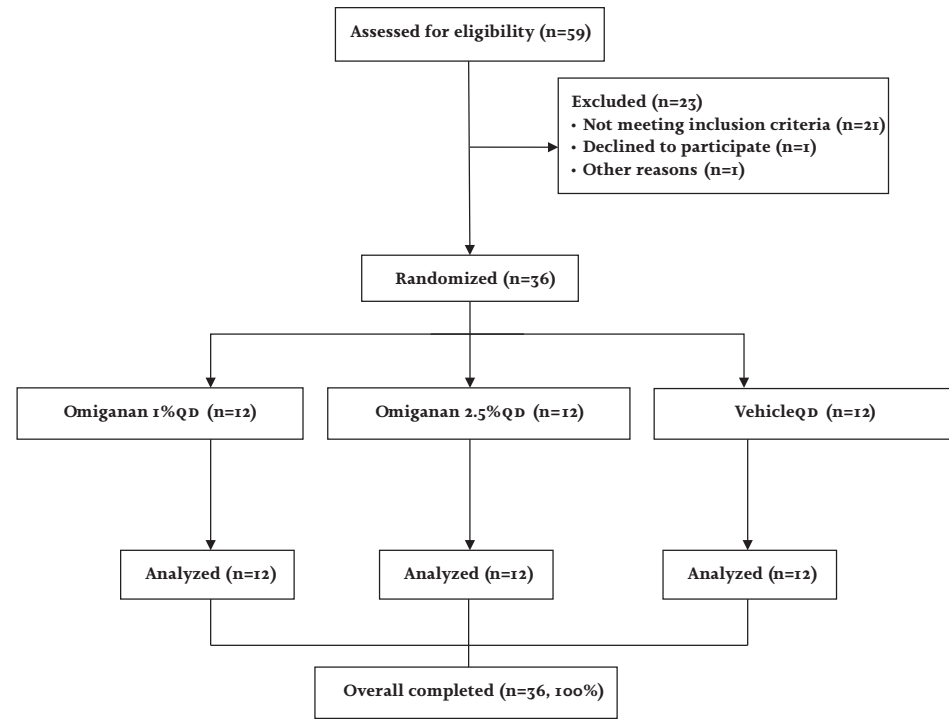 Assessed for eligibility (n=59)
Excluded (n=23)
• Not meeting inclusion criteria (n=21)
• Declined to participate (n=1)
• Other reasons (n=1)
Randomized (n=36)
Omiganan 1%QD (n=12)
Omiganan 2.5%QD (n=12)
VehicleQD (n=12)
Analyzed (n=12)
Analyzed (n=12)
Analyzed (n=12)
Overall completed (n=36, 100%)